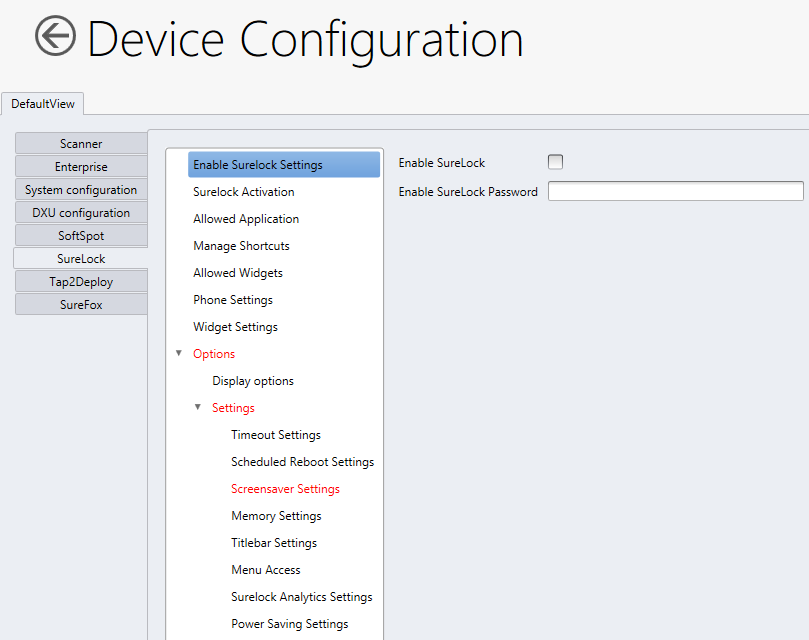 Device Configuration
DefaultView
Scanner
Enterprise
System configuration
DXU configuration
SoftSpot
SureLock
Tap2Deploy
SureFox
Enable Surelock Settings
Surelock Activation
Allowed Application
Manage Shortcuts
Allowed Widgets
Phone Settings
Widget Settings
Options
Display options
Settings
Timeout Settings
Scheduled Reboot Settings
Screensaver Settings
Memory Settings
Titlebar Settings
Menu Access
Surelock Analytics Settings
Power Saving Settings
Enable SureLock
Enable SureLock Password